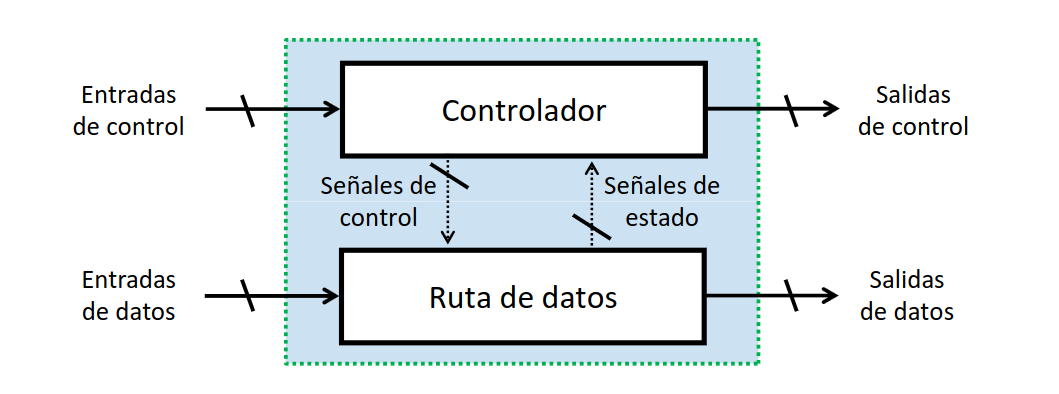 Entradas
de control
Controlador
Salidas
de control
Señales de
control
Señales de
estado
Entradas
de datos
Ruta de datos
Salidas
de datos